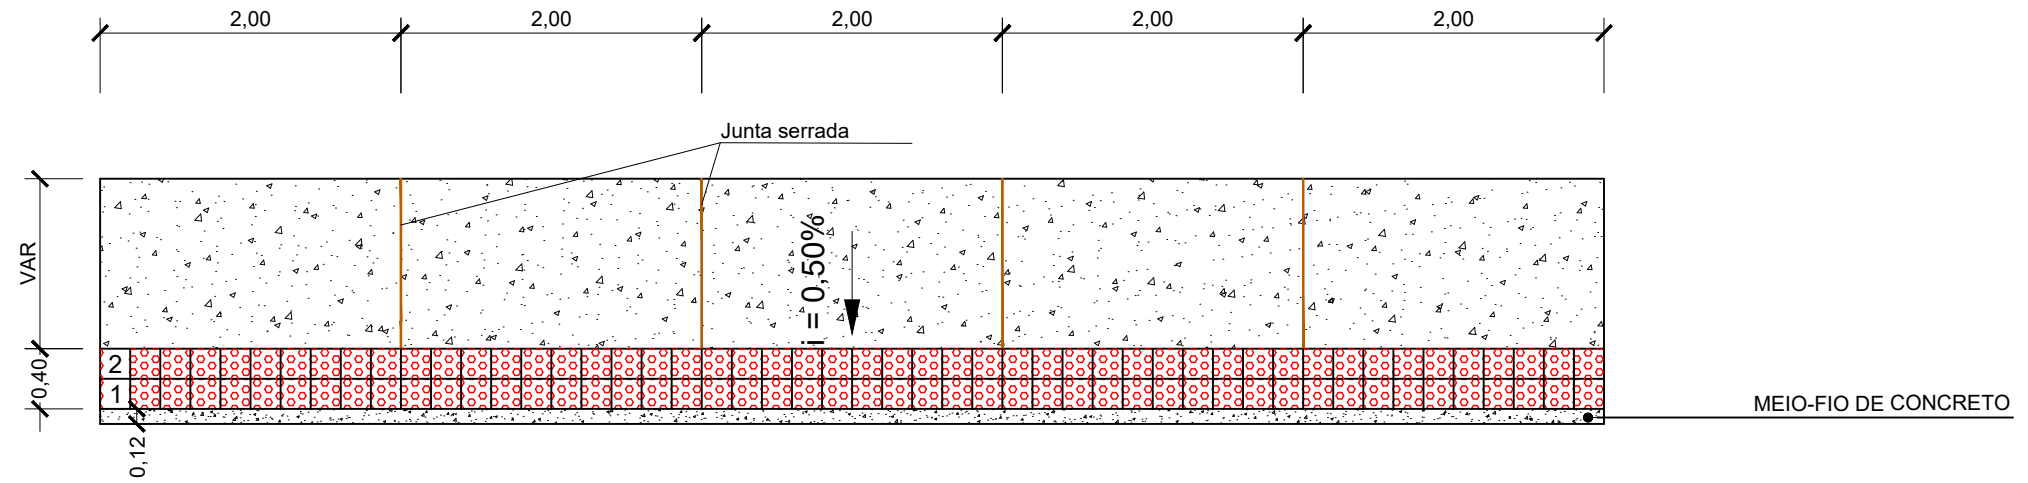 2,00
2,00
2,00
2,00
2,00
Junta serrada
VAR
i = 0,50%
2
0,40
1
MEIO-FIO DE CONCRETO
0,12